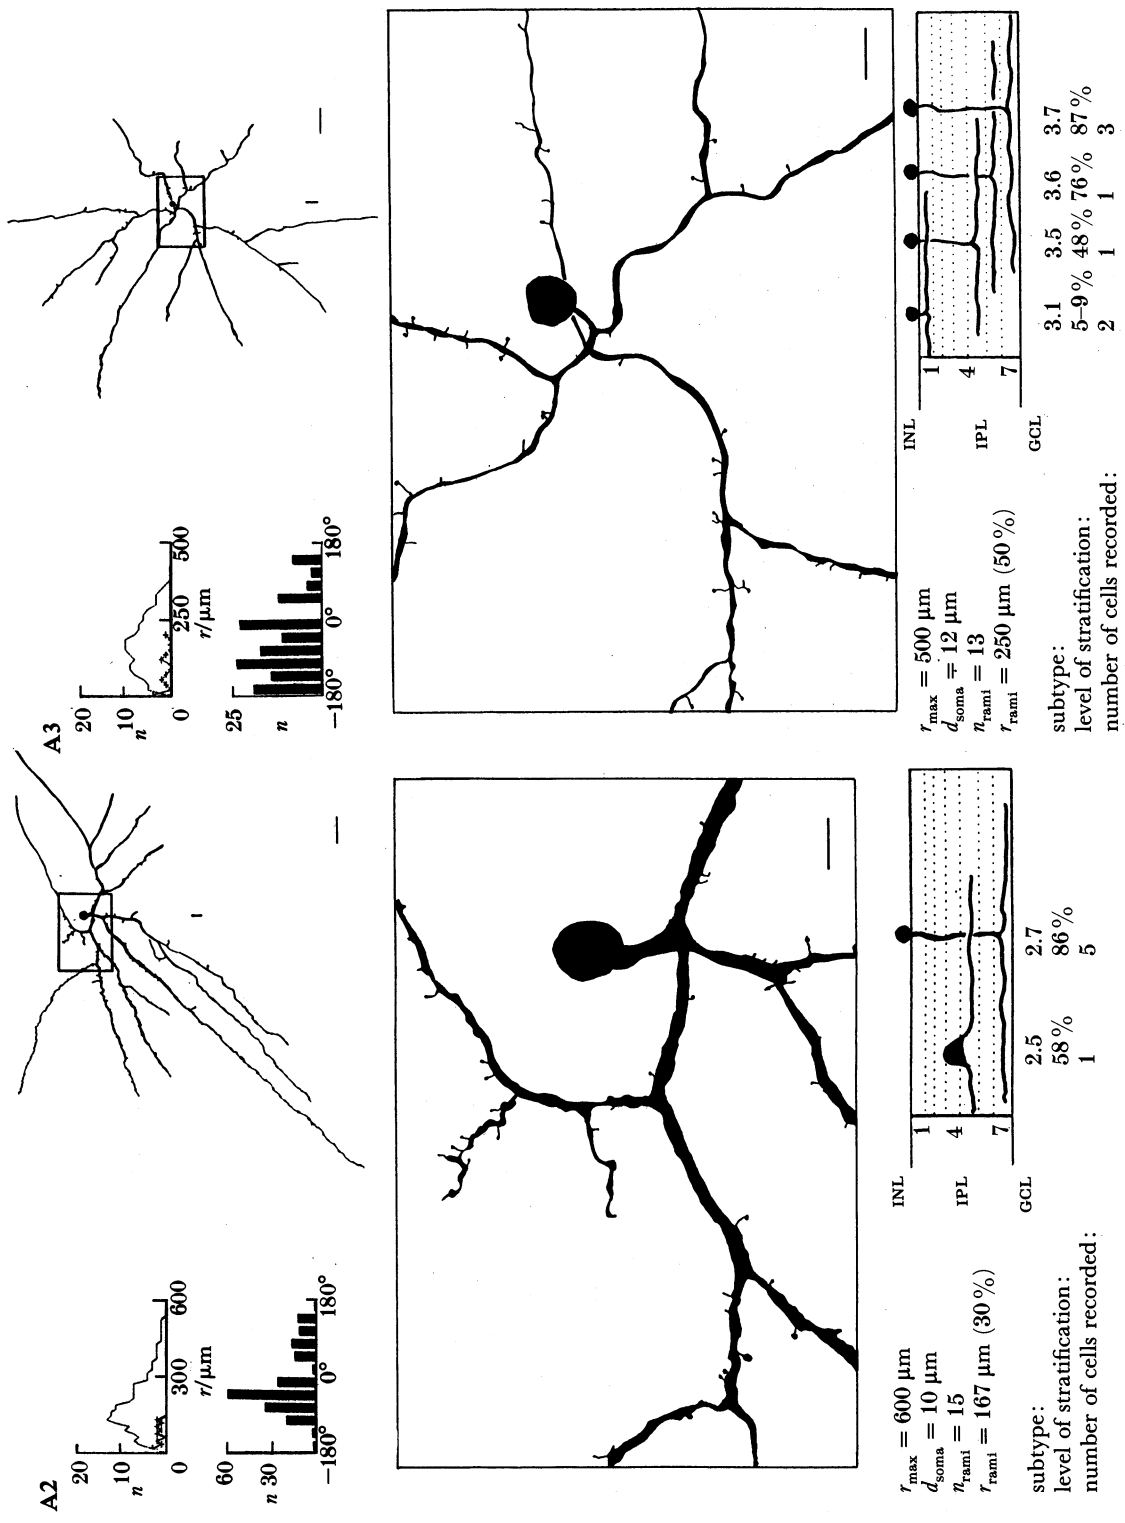 A2
20
10
n
0
300
600
r/μm
60
30
n
−180°
0°
180°
r_max = 600 μm
d_soma = 10 μm
n_rami = 15
r_rami = 167 μm (30%)
INL
IPL
GCL
1
4
7
subtype: 2.5 2.7
level of stratification: 58% 86%
number of cells recorded: 1 5
A3
20
10
n
0
250
500
r/μm
25
n
−180°
0°
180°
r_max = 500 μm
d_soma = 12 μm
n_rami = 13
r_rami = 250 μm (50%)
INL
IPL
GCL
1
4
7
subtype: 3.1 3.5 3.6 3.7
level of stratification: 5–9% 48% 76% 87%
number of cells recorded: 2 1 1 3